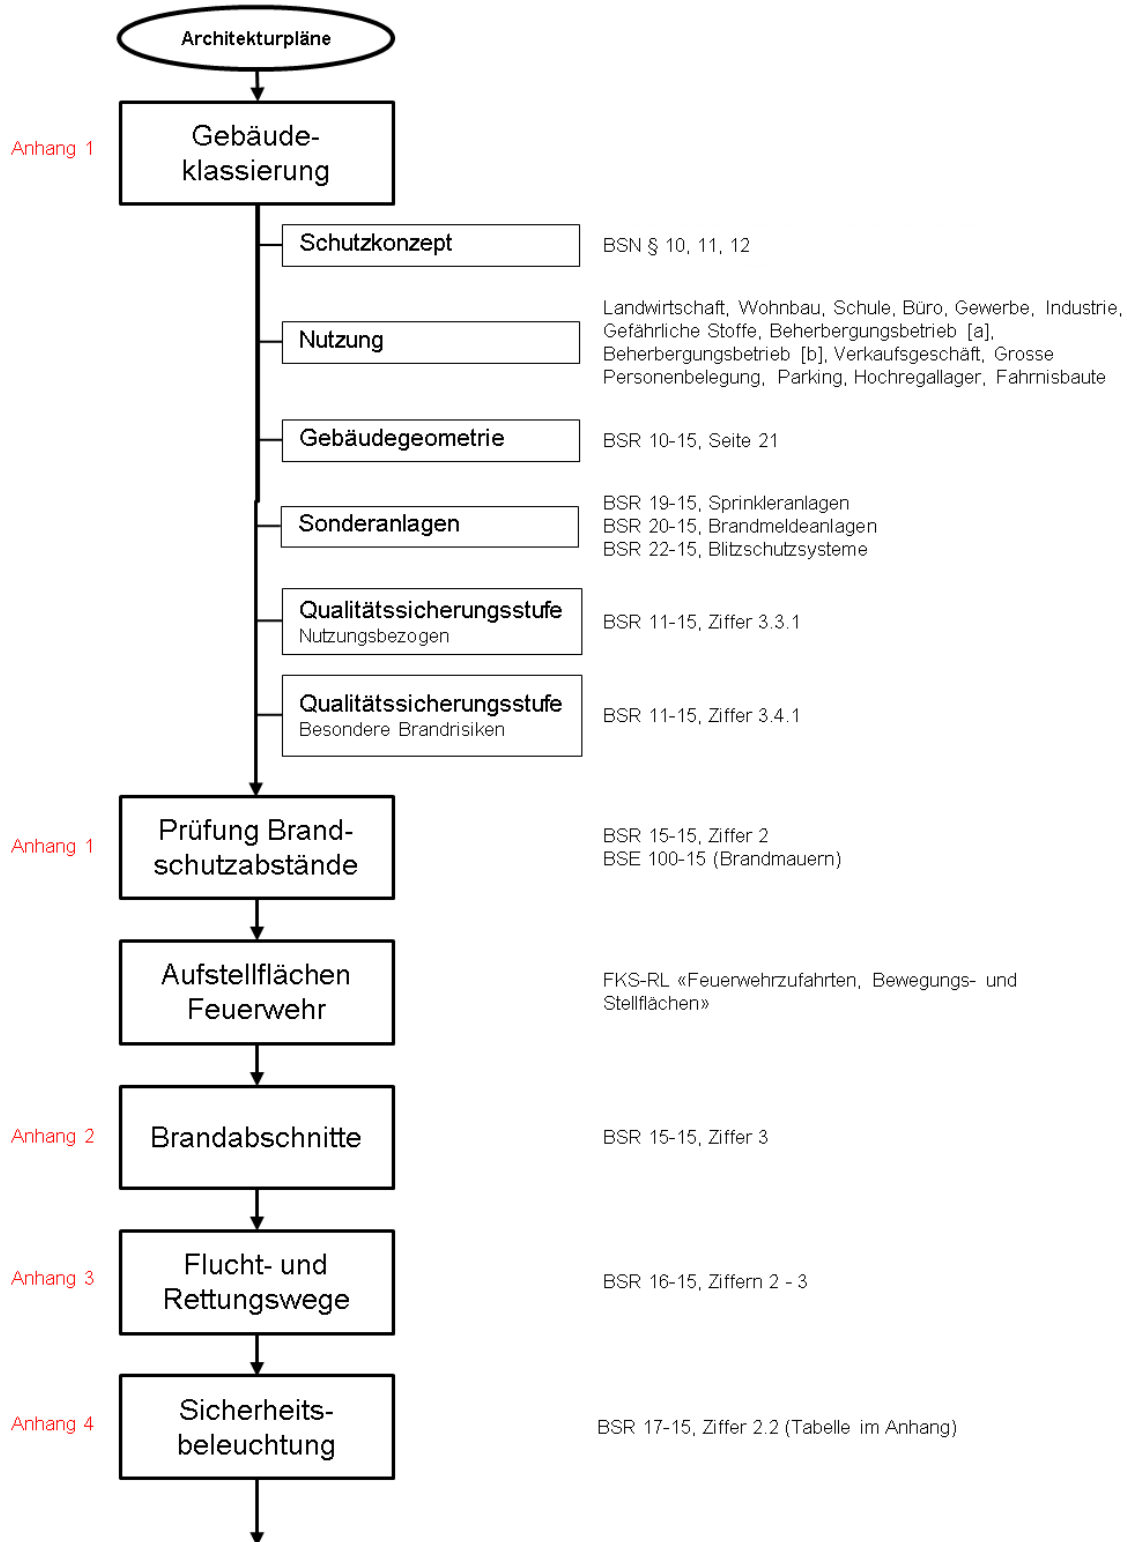 Architekturpläne
Anhang 1
Gebäude-
klassierung
Schutzkonzept
BSN § 10, 11, 12
Nutzung
Landwirtschaft, Wohnbau, Schule, Büro, Gewerbe, Industrie,
Gefährliche Stoffe, Beherbergungsbetrieb [a],
Beherbergungsbetrieb [b], Verkaufsgeschäft, Grosse
Personenbelegung, Parking, Hochregallager, Fahrnisbaute
Gebäudegeometrie
BSR 10-15, Seite 21
Sonderanlagen
BSR 19-15, Sprinkleranlagen
BSR 20-15, Brandmeldeanlagen
BSR 22-15, Blitzschutzsysteme
Qualitätssicherungsstufe
Nutzungsbezogen
BSR 11-15, Ziffer 3.3.1
Qualitätssicherungsstufe
Besondere Brandrisiken
BSR 11-15, Ziffer 3.4.1
Anhang 1
Prüfung Brand-
schutzabstände
BSR 15-15, Ziffer 2
BSE 100-15 (Brandmauern)
Aufstellflächen
Feuerwehr
FKS-RL «Feuerwehrzufahrten, Bewegungs- und
Stellflächen»
Anhang 2
Brandabschnitte
BSR 15-15, Ziffer 3
Anhang 3
Flucht- und
Rettungswege
BSR 16-15, Ziffern 2 - 3
Anhang 4
Sicherheits-
beleuchtung
BSR 17-15, Ziffer 2.2 (Tabelle im Anhang)